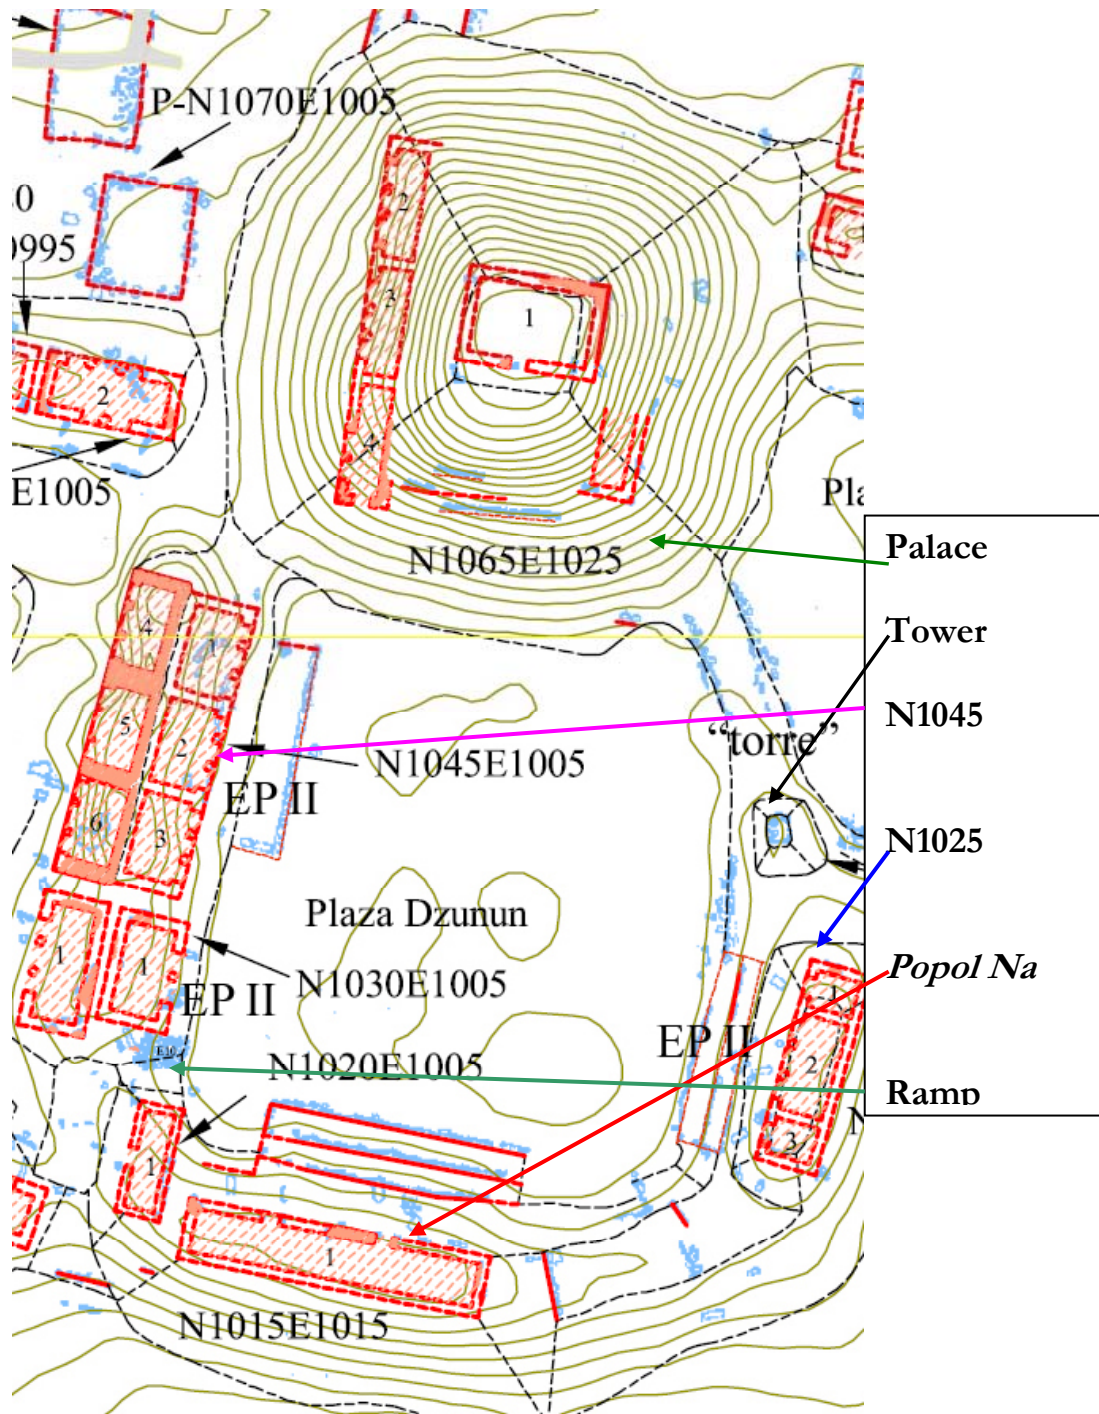 P-N1070E1005
0
0995
2
3
4
1
2
E1005
Pla
N1065E1025
Palace
Tower
N1045
N1025
Popol Na
Ramp
4
1
5
2
6
3
"torre"
N1045E1005
EP II
Plaza Dzunun
1
1
N1030E1005
EP II
EP II
1
2
3
N
N1020E1005
1
1
N1015E1015